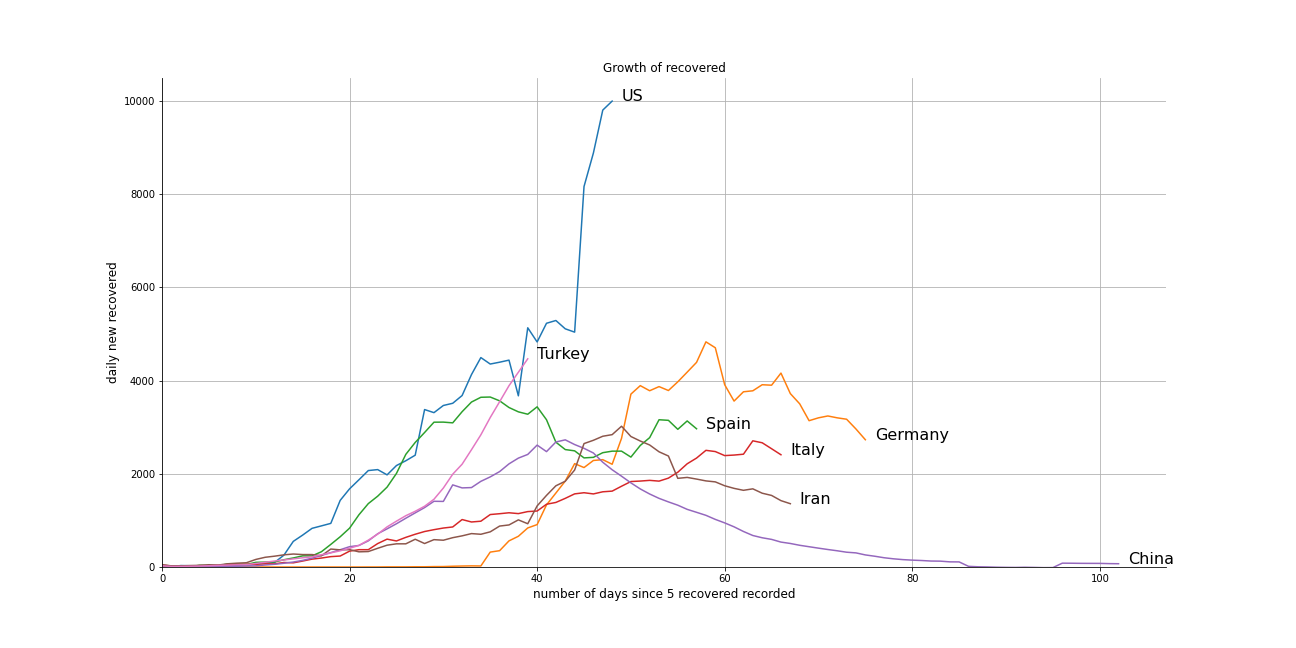 Growth of recovered
10000
8000
6000
4000
2000
0
daily new recovered
US
Turkey
Spain
Germany
Italy
Iran
China
0 20 40 60 80 100
number of days since 5 recovered recorded